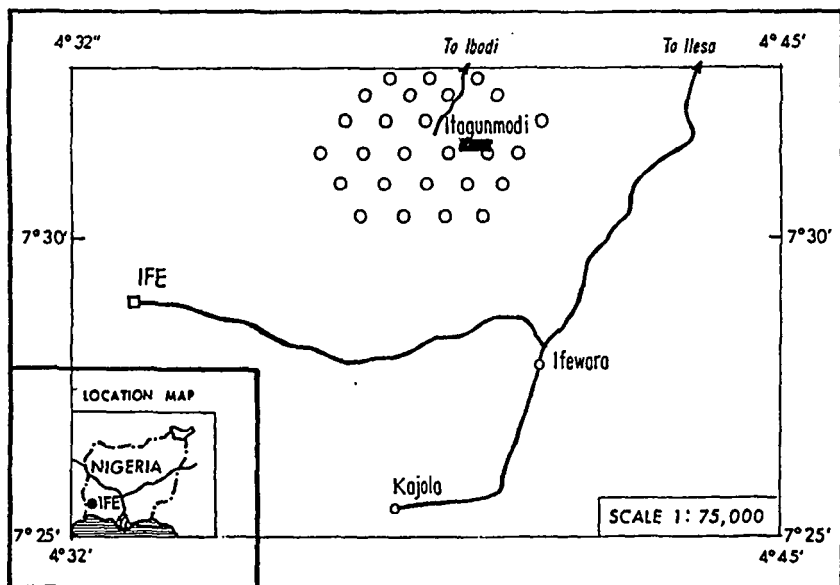 4° 32"
To Ibodi
To Ilesa
4° 45'
Itagunmodi
7° 30'
7° 30'
IFE
Ifewara
LOCATION MAP
NIGERIA
IFE
Kajola
SCALE 1: 75,000
7° 25'
7° 25'
4° 32'
4° 45'